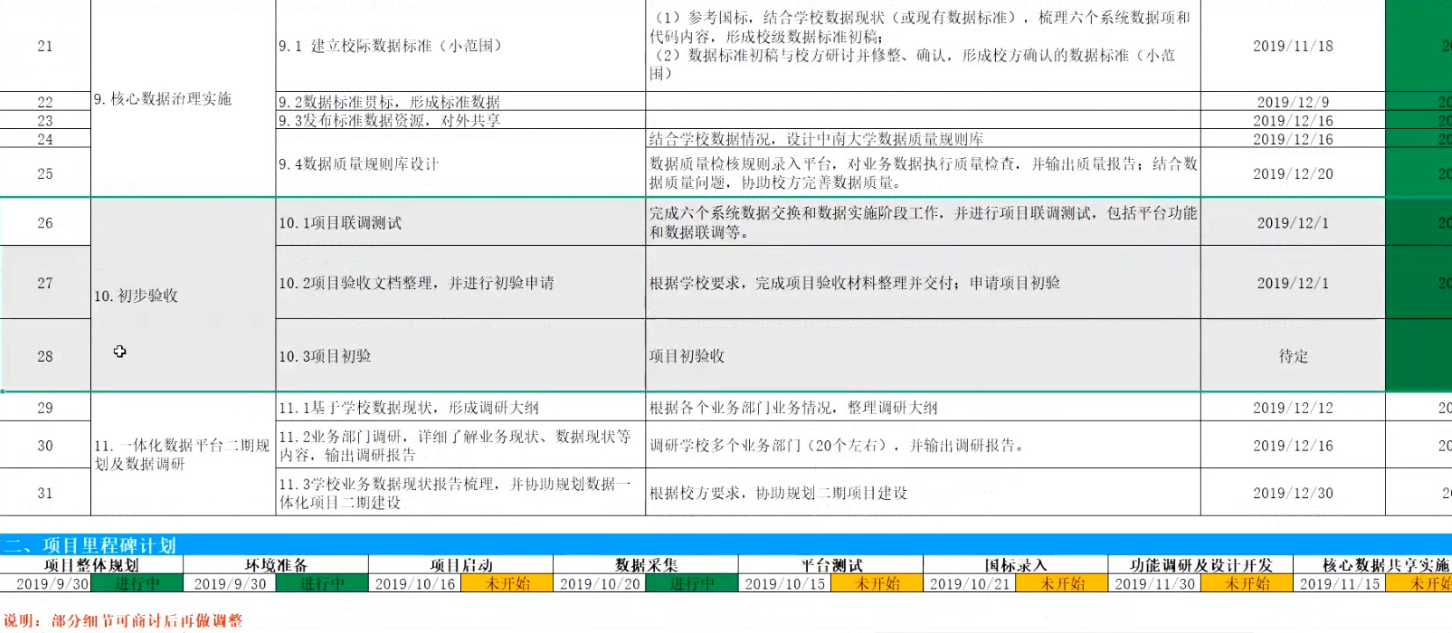 （1）参考国标，结合学校数据现状（或现有数据标准），梳理六个系统数据项和
代码内容，形成校级数据标准初稿；
（2）数据标准初稿与校方研讨并修整、确认，形成校方确认的数据标准（小范
围）
21
9.1 建立校际数据标准（小范围）
2019/11/18
9.核心数据治理实施
22
9.2数据标准贯标，形成标准数据
2019/12/9
23
9.3发布标准数据资源，对外共享
2019/12/16
24
结合学校数据情况，设计中南大学数据质量规则库
2019/12/16
9.4数据质量规则库设计
25
数据质量检核规则录入平台，对业务数据执行质量检查，并输出质量报告；结合数
据质量问题，协助校方完善数据质量。
2019/12/20
26
10.1项目联调测试
完成六个系统数据交换和数据实施阶段工作，并进行项目联调测试，包括平台功能
和数据联调等。
2019/12/1
27
10.2项目验收文档整理，并进行初验申请
根据学校要求，完成项目验收材料整理并交付；申请项目初验
2019/12/1
10.初步验收
28
10.3项目初验
项目初验收
待定
29
11.1基于学校数据现状，形成调研大纲
根据各个业务部门业务情况，整理调研大纲
2019/12/12
30
11.一体化数据平台二期规
划及数据调研
11.2业务部门调研，详细了解业务现状、数据现状等
内容，输出调研报告
调研学校多个业务部门（20个左右），并输出调研报告。
2019/12/16
31
11.3学校业务数据现状报告梳理，并协助规划数据一
体化项目二期建设
根据校方要求，协助规划二期项目建设
2019/12/30
二、项目里程碑计划
项目整体规划 环境准备 项目启动 数据采集 平台测试 国标录入 功能调研及设计开发 核心数据共享实施
2019/9/30 进行中 2019/9/30 进行中 2019/10/16 未开始 2019/10/20 进行中 2019/10/15 未开始 2019/10/21 未开始 2019/11/30 未开始 2019/11/15 未开始
说明：部分细节可商讨后再做调整